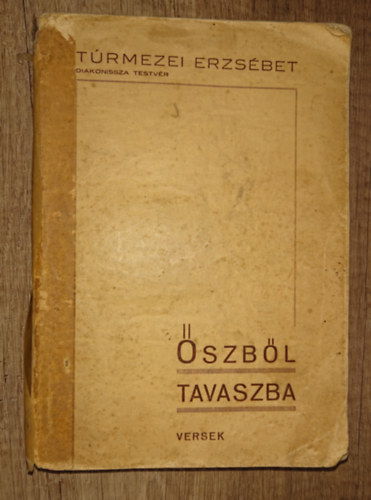 TÚRMEZEI ERZSÉBET
DIAKONISSZA TESTVÉR
ŐSZBŐL
TAVASZBA
VERSEK